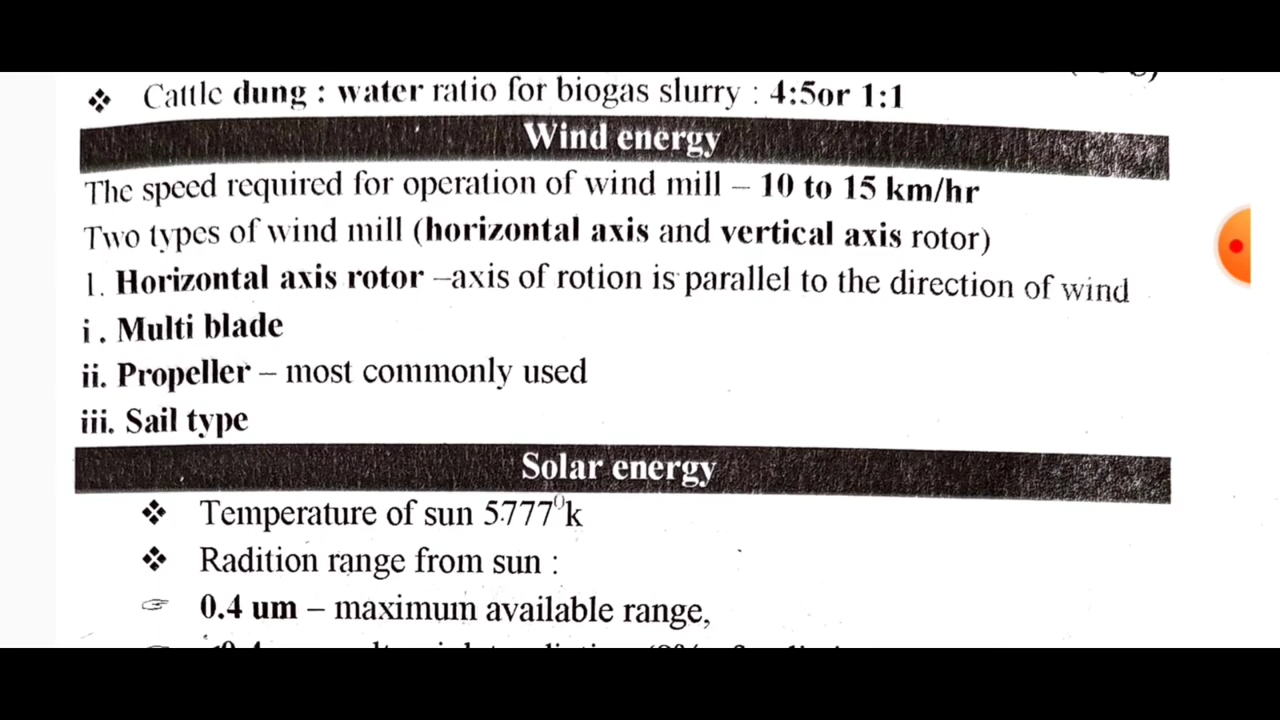 ❖ Cattle dung : water ratio for biogas slurry : 4:5or 1:1
Wind energy
The speed required for operation of wind mill – 10 to 15 km/hr
Two types of wind mill (horizontal axis and vertical axis rotor)
1. Horizontal axis rotor –axis of rotion is parallel to the direction of wind
i . Multi blade
ii. Propeller – most commonly used
iii. Sail type
Solar energy
❖ Temperature of sun 5777⁰k
❖ Radition range from sun :
☞ 0.4 um – maximum available range,